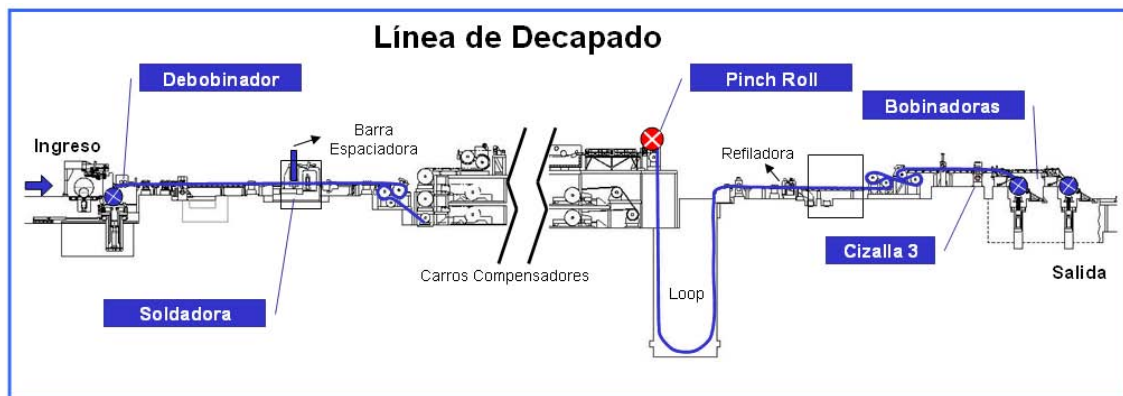 Línea de Decapado
Debobinador
Pinch Roll
Bobinadoras
Barra
Espaciadora
Ingreso
Refiladora
Carros Compensadores
Loop
Cizalla 3
Salida
Soldadora